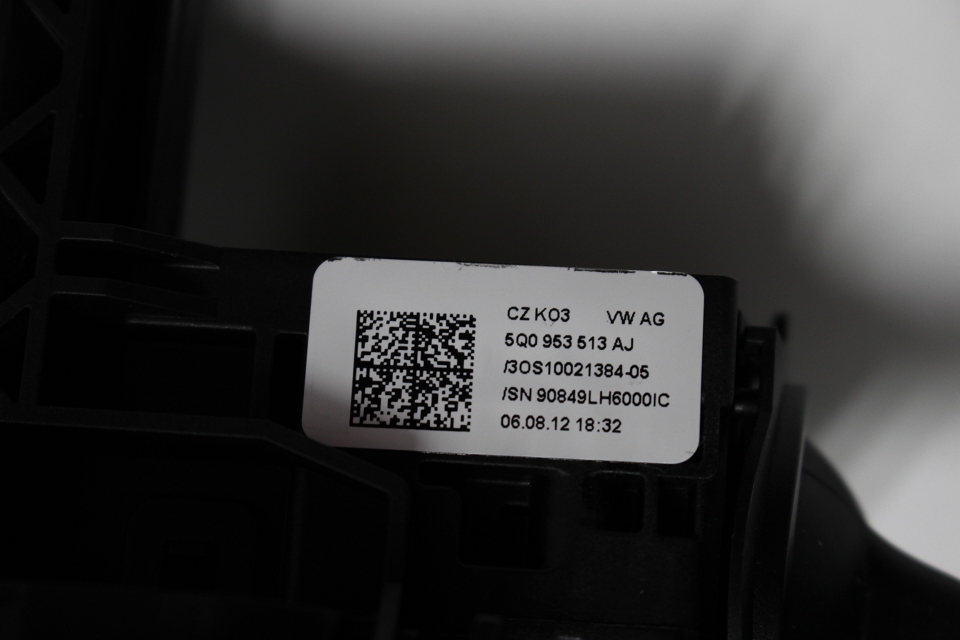 CZ K03 VW AG
5Q0 953 513 AJ
/3OS10021384-05
/SN 90849LH6000IC
06.08.12 18:32